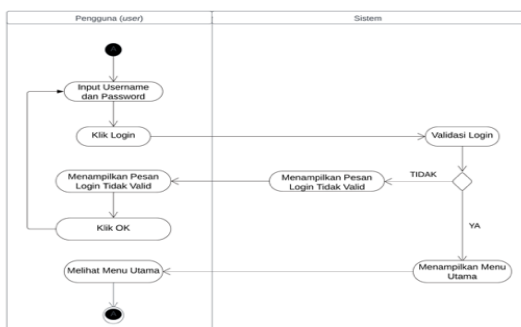 Pengguna (user)
Sistem
A
Input Username
dan Password
Klik Login
Validasi Login
TIDAK
Menampilkan Pesan
Login Tidak Valid
Menampilkan Pesan
Login Tidak Valid
Klik OK
YA
Melihat Menu Utama
Menampilkan Menu
Utama
A